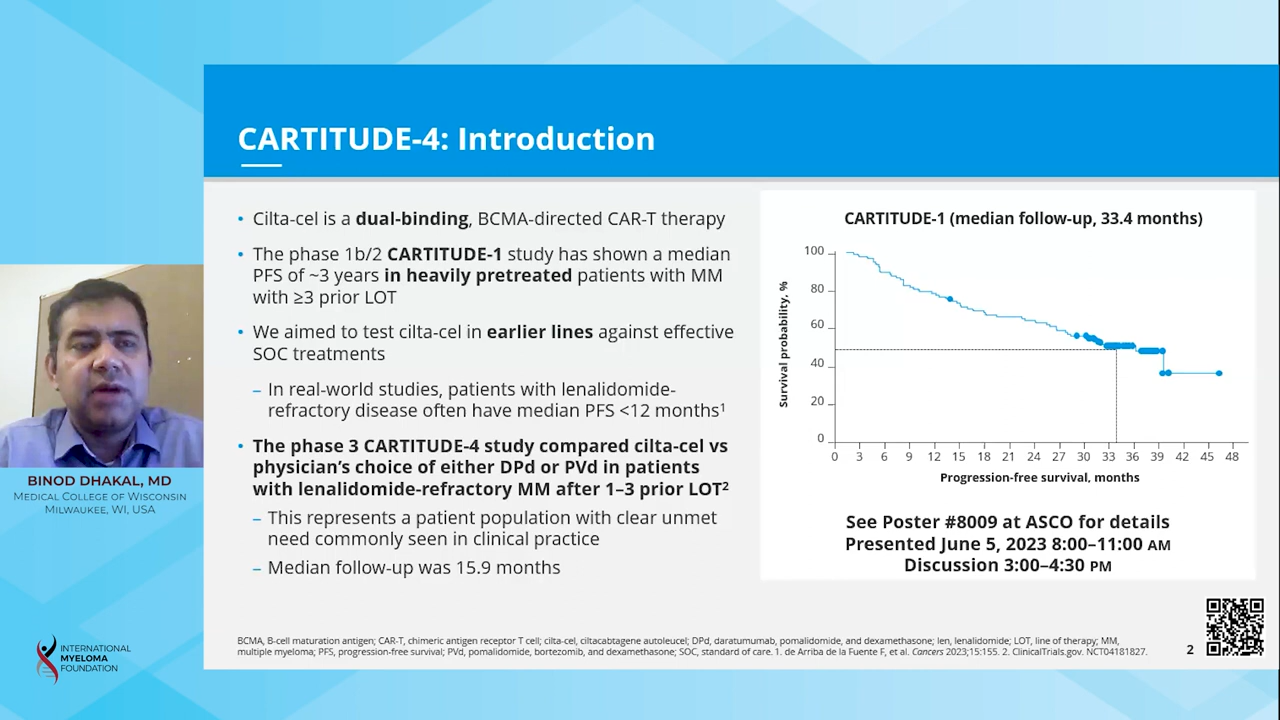 CARTITUDE-4: Introduction
• Cilta-cel is a dual-binding, BCMA-directed CAR-T therapy
• The phase 1b/2 CARTITUDE-1 study has shown a median
PFS of ~3 years in heavily pretreated patients with MM
with ≥3 prior LOT
• We aimed to test cilta-cel in earlier lines against effective
SOC treatments
– In real-world studies, patients with lenalidomide-
refractory disease often have median PFS <12 months¹
• The phase 3 CARTITUDE-4 study compared cilta-cel vs
physician’s choice of either DPd or PVd in patients
with lenalidomide-refractory MM after 1–3 prior LOT²
– This represents a patient population with clear unmet
need commonly seen in clinical practice
– Median follow-up was 15.9 months
CARTITUDE-1 (median follow-up, 33.4 months)
Survival probability, %
100
80
60
40
20
0
0 3 6 9 12 15 18 21 24 27 30 33 36 39 42 45 48
Progression-free survival, months
See Poster #8009 at ASCO for details
Presented June 5, 2023 8:00–11:00 AM
Discussion 3:00–4:30 PM
BINOD DHAKAL, MD
MEDICAL COLLEGE OF WISCONSIN
MILWAUKEE, WI, USA
INTERNATIONAL
MYELOMA
FOUNDATION
BCMA, B-cell maturation antigen; CAR-T, chimeric antigen receptor T cell; cilta-cel, ciltacabtagene autoleucel; DPd, daratumumab, pomalidomide, and dexamethasone; len, lenalidomide; LOT, line of therapy; MM,
multiple myeloma; PFS, progression-free survival; PVd, pomalidomide, bortezomib, and dexamethasone; SOC, standard of care. 1. de Arriba de la Fuente F, et al. Cancers 2023;15:155. 2. ClinicalTrials.gov. NCT04181827.
2